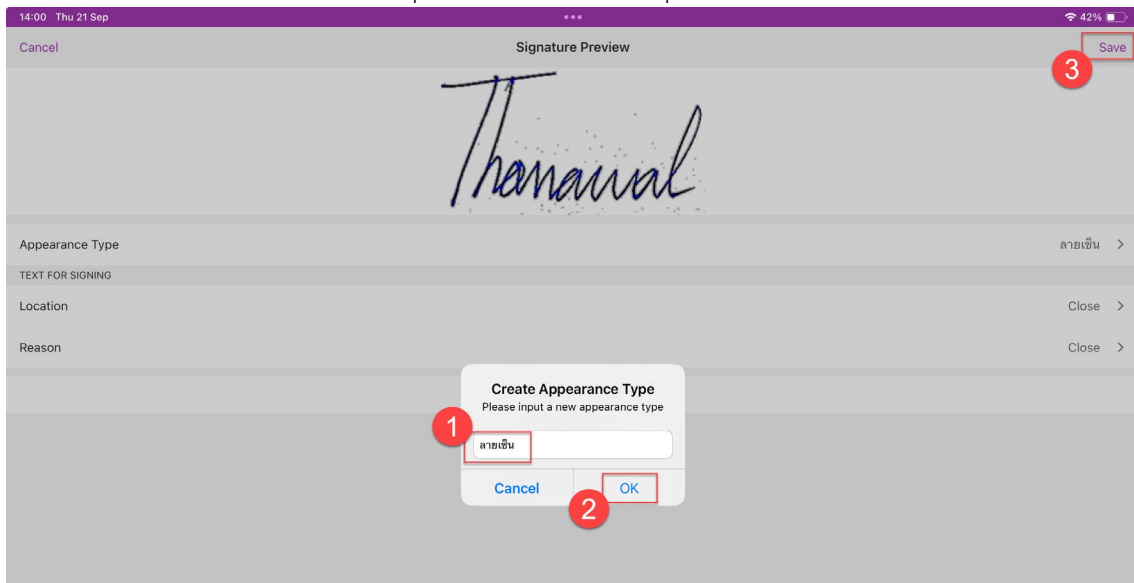 14:00 Thu 21 Sep ••• 42%
Cancel Signature Preview Save
3
Thanawal
Appearance Type ลายเซ็น >
TEXT FOR SIGNING
Location Close >
Reason Close >
Create Appearance Type
Please input a new appearance type
1
ลายเซ็น
Cancel OK
2